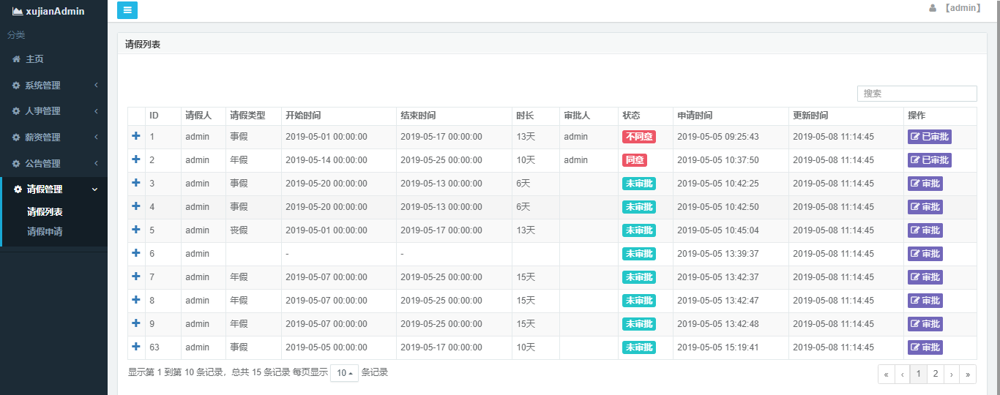 xujianAdmin
【admin】
分类
主页
系统管理
人事管理
薪资管理
公告管理
请假管理
请假列表
请假申请
请假列表
搜索
ID 请假人 请假类型 开始时间 结束时间 时长 审批人 状态 申请时间 更新时间 操作
1 admin 事假 2019-05-01 00:00:00 2019-05-17 00:00:00 13天 admin 不同意 2019-05-05 09:25:43 2019-05-08 11:14:45 已审批
2 admin 年假 2019-05-14 00:00:00 2019-05-25 00:00:00 10天 admin 同意 2019-05-05 10:37:50 2019-05-08 11:14:45 已审批
3 admin 事假 2019-05-20 00:00:00 2019-05-13 00:00:00 6天 未审批 2019-05-05 10:42:25 2019-05-08 11:14:45 审批
4 admin 事假 2019-05-20 00:00:00 2019-05-13 00:00:00 6天 未审批 2019-05-05 10:42:50 2019-05-08 11:14:45 审批
5 admin 丧假 2019-05-01 00:00:00 2019-05-17 00:00:00 13天 未审批 2019-05-05 10:45:04 2019-05-08 11:14:45 审批
6 admin - - 未审批 2019-05-05 13:39:37 2019-05-08 11:14:45 审批
7 admin 年假 2019-05-07 00:00:00 2019-05-25 00:00:00 15天 未审批 2019-05-05 13:42:37 2019-05-08 11:14:45 审批
8 admin 年假 2019-05-07 00:00:00 2019-05-25 00:00:00 15天 未审批 2019-05-05 13:42:47 2019-05-08 11:14:45 审批
9 admin 年假 2019-05-07 00:00:00 2019-05-25 00:00:00 15天 未审批 2019-05-05 13:42:48 2019-05-08 11:14:45 审批
63 admin 事假 2019-05-05 00:00:00 2019-05-17 00:00:00 10天 未审批 2019-05-05 15:19:41 2019-05-08 11:14:45 审批
显示第 1 到第 10 条记录，总共 15 条记录 每页显示 10 条记录 « ‹ 1 2 › »